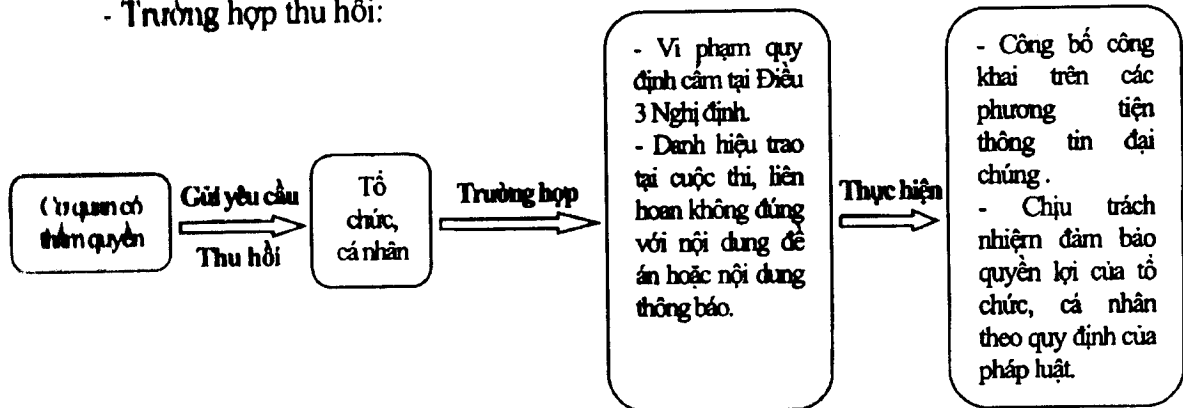 - Trường hợp thu hồi:
Cơ quan có
thẩm quyền
Gửi yêu cầu
Thu hồi
Tổ
chức,
cá nhân
Trường hợp
- Vi phạm quy
định cấm tại Điều
3 Nghị định.
- Danh hiệu trao
tại cuộc thi, liên
hoan không đúng
với nội dung đề
án hoặc nội dung
thông báo.
Thực hiện
- Công bố công
khai trên các
phương tiện
thông tin đại
chúng.
- Chịu trách
nhiệm đảm bảo
quyền lợi của tổ
chức, cá nhân
theo quy định của
pháp luật.